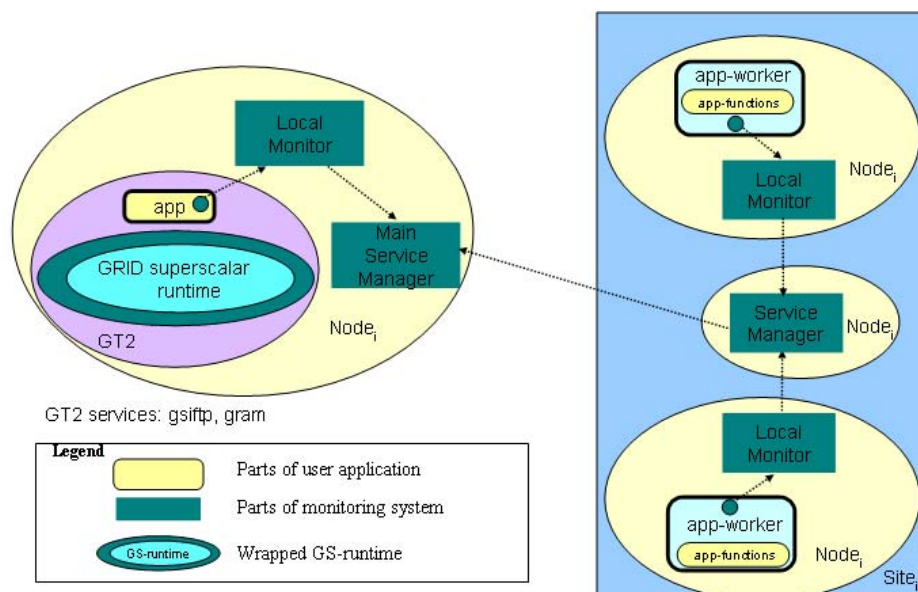 Local
Monitor
app
Main
Service
Manager
GRID superscalar
runtime
GT2
Node i
GT2 services: gsiftp, gram
Legend
Parts of user application
Parts of monitoring system
GS-runtime
Wrapped GS-runtime
app-worker
app-functions
Local
Monitor
Node i
Service
Manager
Node i
Local
Monitor
app-worker
app-functions
Node i
Site i